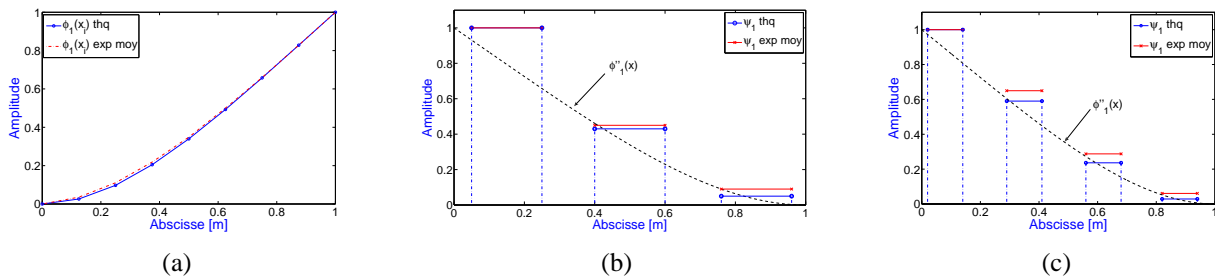 1
0.8
0.6
0.4
0.2
0
0 0.2 0.4 0.6 0.8 1
Amplitude
Abscisse [m]
ϕ₁(xᵢ) thq
ϕ₁(xᵢ) exp moy
(a)
1
0.8
0.6
0.4
0.2
0
0 0.2 0.4 0.6 0.8 1
Amplitude
Abscisse [m]
ψ₁ thq
ψ₁ exp moy
ϕ"₁(x)
(b)
1
0.8
0.6
0.4
0.2
0
0 0.2 0.4 0.6 0.8 1
Amplitude
Abscisse [m]
ψ₁ thq
ψ₁ exp moy
ϕ"₁(x)
(c)